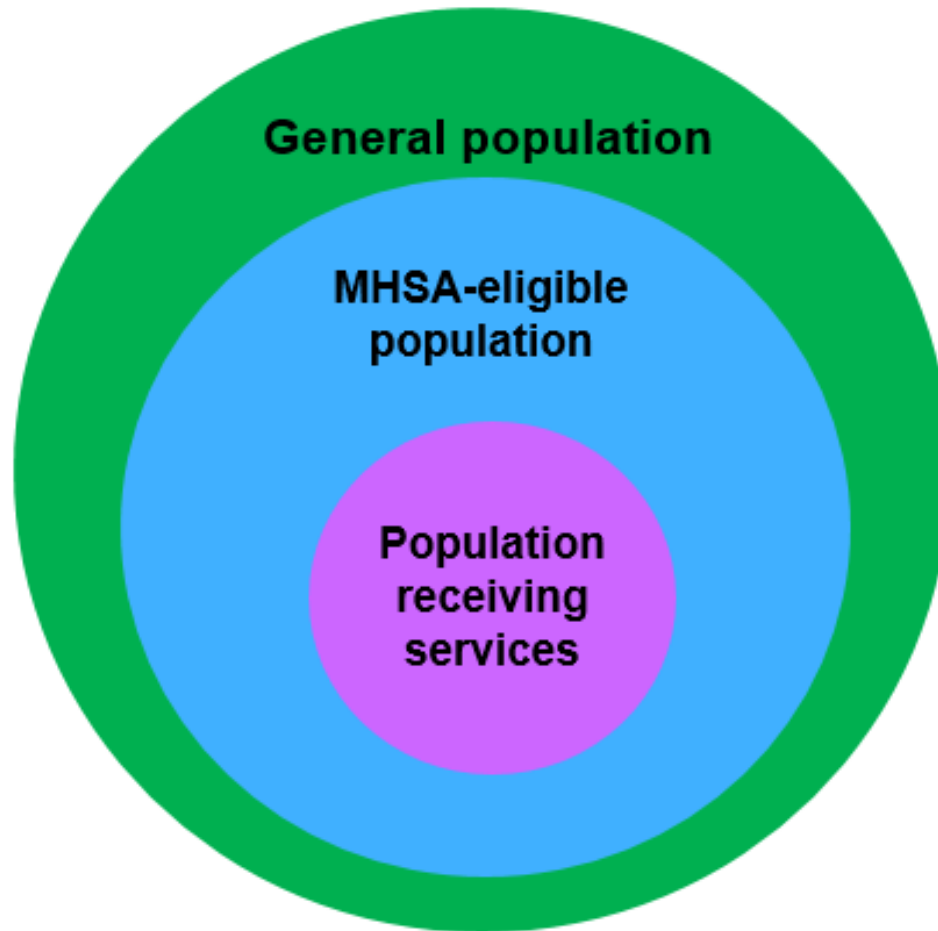 General population
MHSA-eligible
population
Population
receiving
services